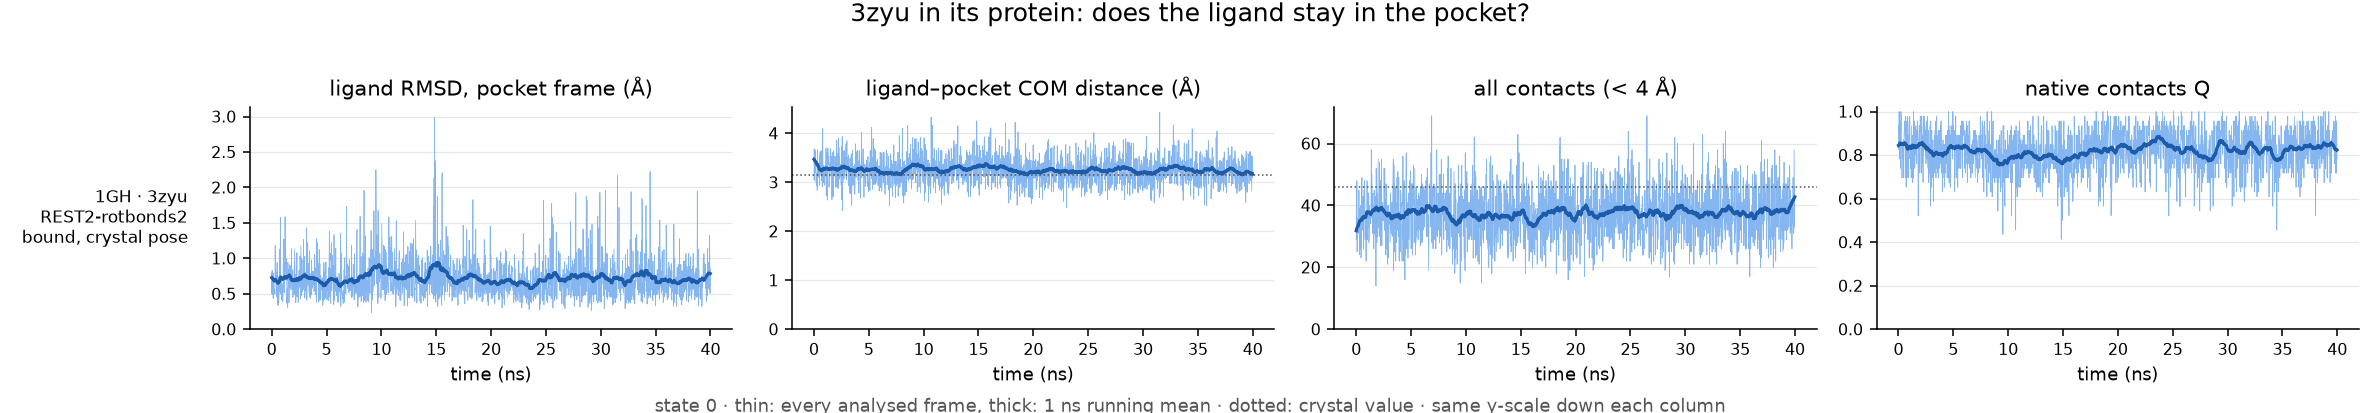 3zyu in its protein: does the ligand stay in the pocket?
1GH · 3zyu
REST2-rotbonds2
bound, crystal pose
ligand RMSD, pocket frame (Å)
3.0
2.5
2.0
1.5
1.0
0.5
0.0
0 5 10 15 20 25 30 35 40
time (ns)
ligand–pocket COM distance (Å)
4
3
2
1
0
0 5 10 15 20 25 30 35 40
time (ns)
all contacts (< 4 Å)
60
40
20
0
0 5 10 15 20 25 30 35 40
time (ns)
native contacts Q
1.0
0.8
0.6
0.4
0.2
0.0
0 5 10 15 20 25 30 35 40
time (ns)
state 0 · thin: every analysed frame, thick: 1 ns running mean · dotted: crystal value · same y-scale down each column